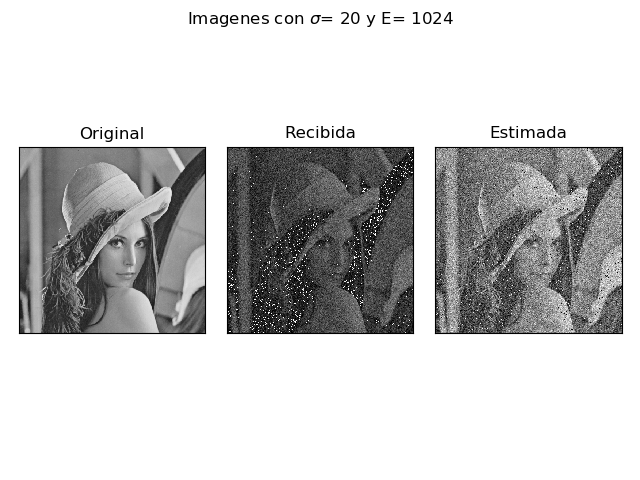 Imagenes con σ= 20 y E= 1024
Original
Recibida
Estimada